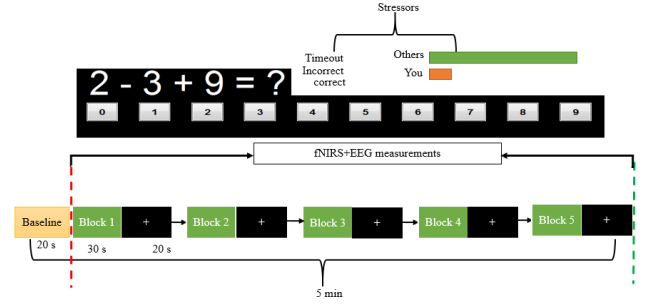 Stressors
Timeout
Incorrect
correct
Others
You
2 - 3 + 9 = ?
0 1 2 3 4 5 6 7 8 9
fNIRS+EEG measurements
Baseline Block 1 + Block 2 + Block 3 + Block 4 + Block 5 +
20 s 30 s 20 s
5 min